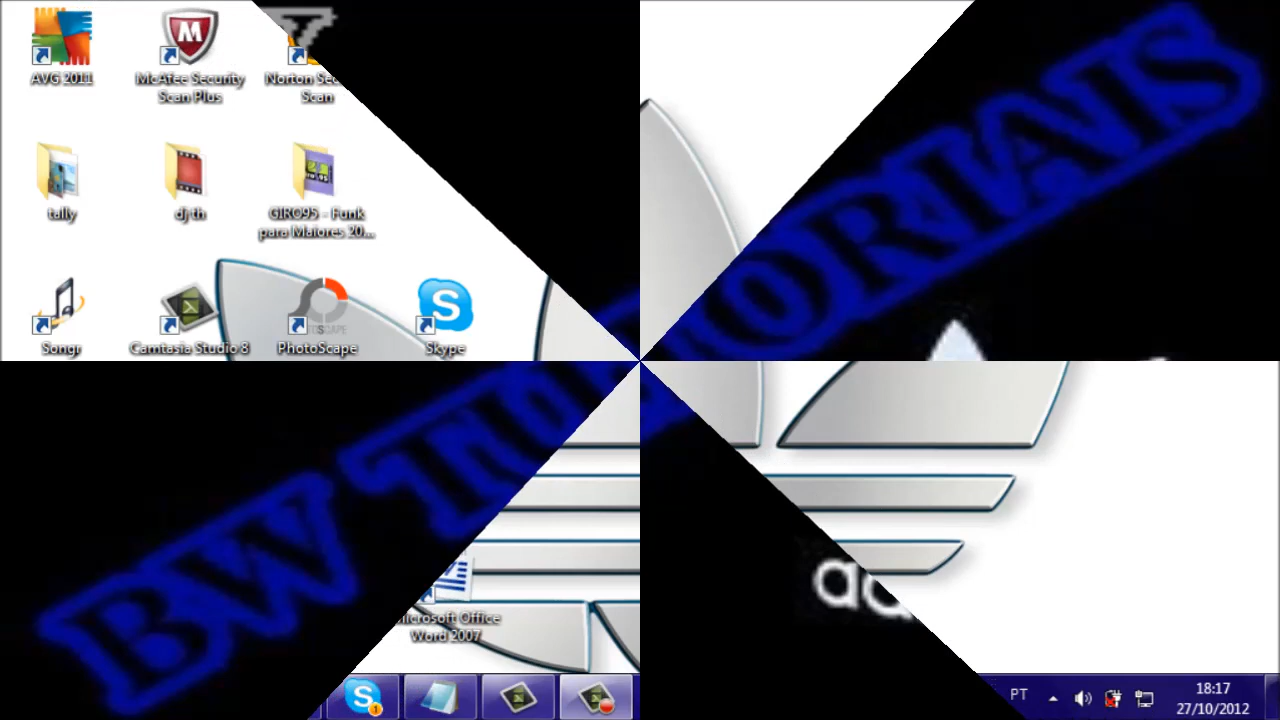 AVG 2011
McAfee Security
Scan Plus
Norton Sec
Scan
tally
dj th
GIRO95 - Funk
para Maiores 20...
Songr
Camtasia Studio 8
PhotoScape
Skype
BW
ORIAIS
Microsoft Office
Word 2007
PT
18:17
27/10/2012